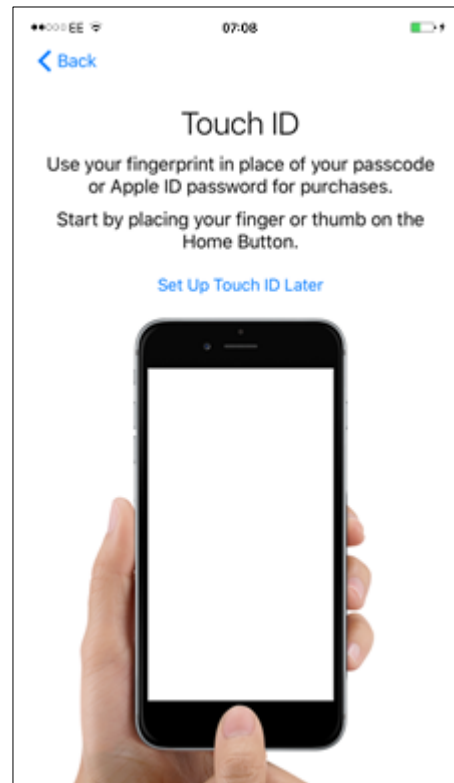 EE 07:08
Back
Touch ID
Use your fingerprint in place of your passcode
or Apple ID password for purchases.
Start by placing your finger or thumb on the
Home Button.
Set Up Touch ID Later